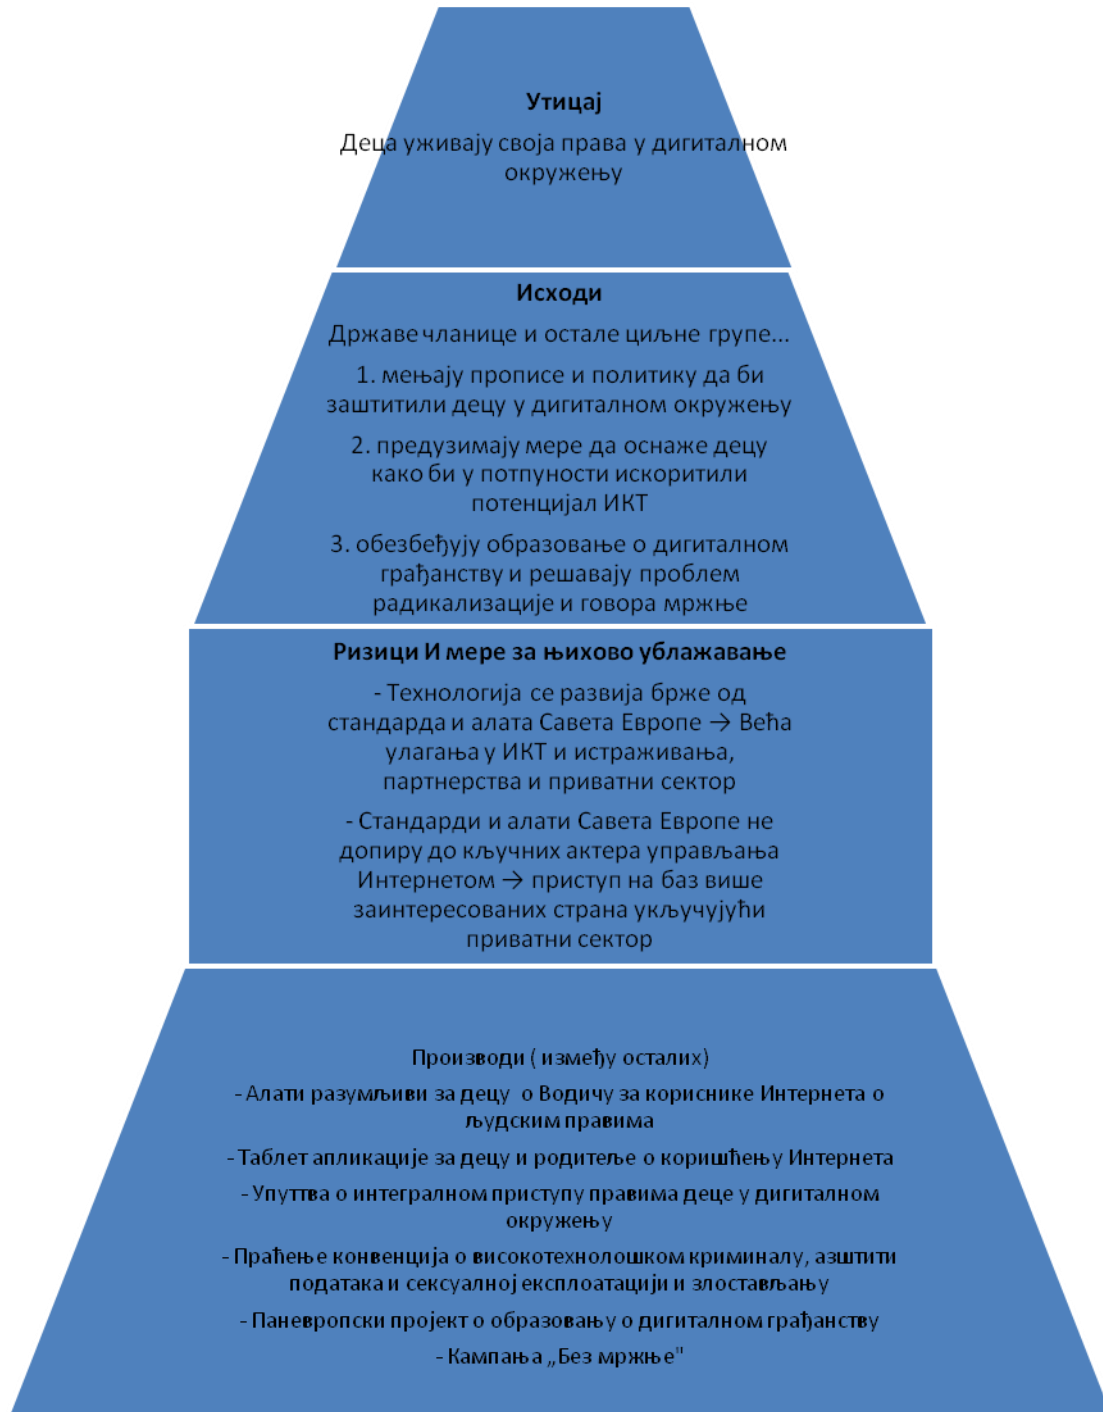 Утицај
Деца уживају своја права у дигиталном
окружењу
Исходи
Државе чланице и остале циљне групе...
1. мењају прописе и политику да би
заштитили децу у дигиталном окружењу
2. предузимају мере да оснаже децу
како би у потпуности искоритили
потенцијал ИКТ
3. обезбеђују образовање о дигиталном
грађанству и решавају проблем
радикализације и говора мржње
Ризици И мере за њихово ублажавање
- Технологија се развија брже од
стандарда и алата Савета Европе → Већа
улагања у ИКТ и истраживања,
партнерства и приватни сектор
- Стандарди и алати Савета Европе не
допиру до кључних актера управљања
Интернетом → приступ на баз више
заинтересованих страна укључујући
приватни сектор
Производи ( између осталих)
- Алати разумљиви за децу о Водичу за кориснике Интернета о
људским правима
- Таблет апликације за децу и родитеље о коришћењу Интернета
- Упуттва о интегралном приступу правима деце у дигиталном
окружењу
- Праћење конвенција о високотехнолошком криминалу, азштити
података и сексуалној експлоатацији и злостављању
- Паневропски пројект о образовању о дигиталном грађанству
- Кампања „Без мржње"